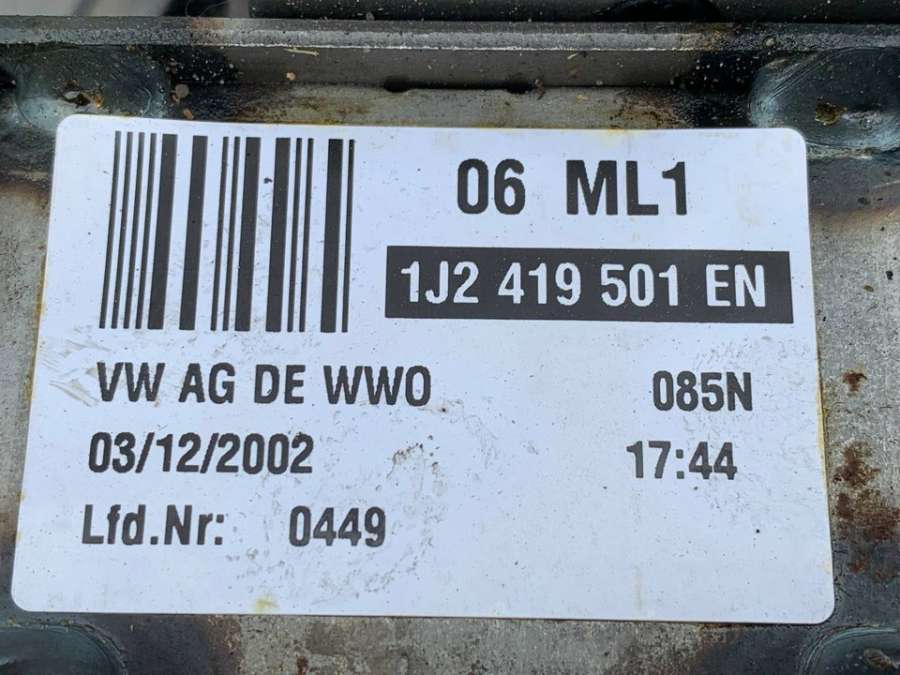 06 ML1
1J2 419 501 EN
VW AG DE WWO 085N
03/12/2002 17:44
Lfd.Nr: 0449